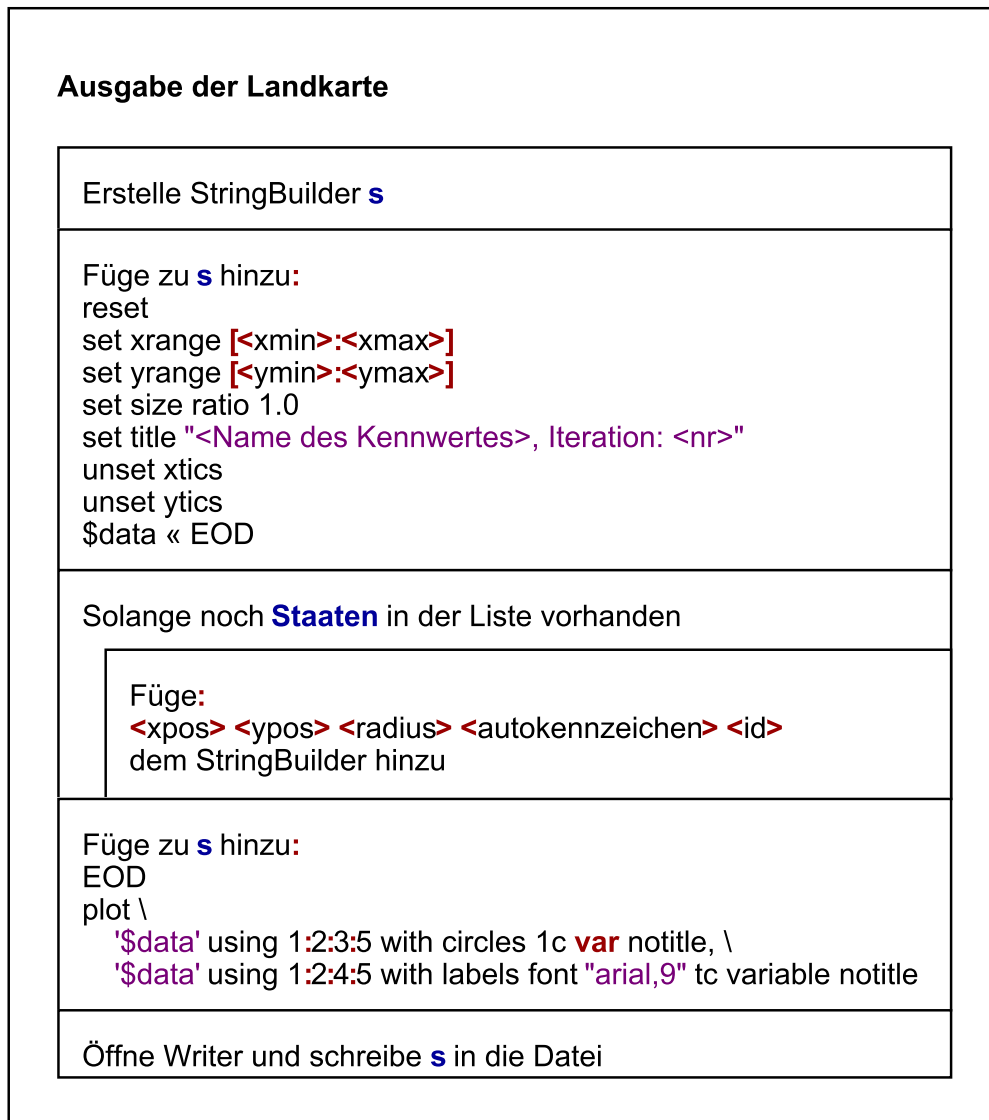 Ausgabe der Landkarte
Erstelle StringBuilder s
Füge zu s hinzu:
reset
set xrange [<xmin>:<xmax>]
set yrange [<ymin>:<ymax>]
set size ratio 1.0
set title "<Name des Kennwertes>, Iteration: <nr>"
unset xtics
unset ytics
$data « EOD
Solange noch Staaten in der Liste vorhanden
Füge:
<xpos> <ypos> <radius> <autokennzeichen> <id>
dem StringBuilder hinzu
Füge zu s hinzu:
EOD
plot \
'$data' using 1:2:3:5 with circles 1c var notitle, \
'$data' using 1:2:4:5 with labels font "arial,9" tc variable notitle
Öffne Writer und schreibe s in die Datei